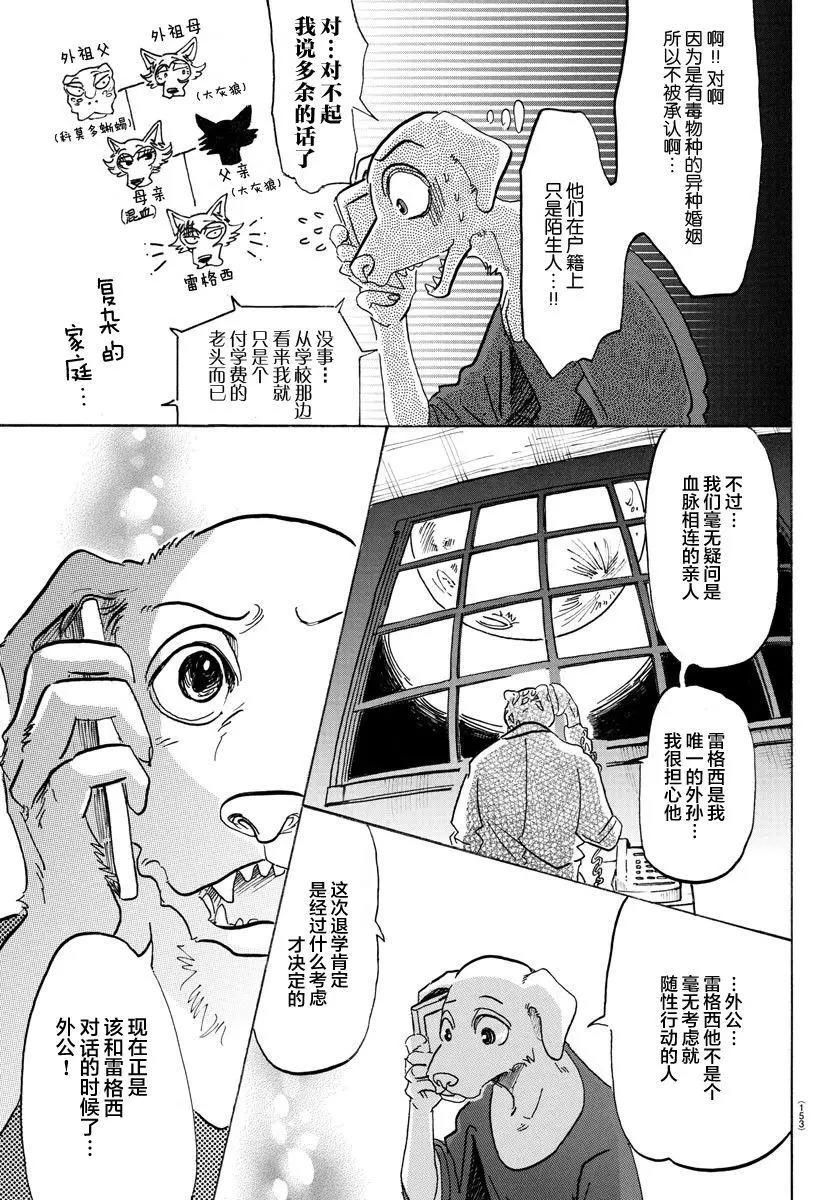 啊!!对啊
因为是有毒物种的异种婚姻
所以不被承认啊…
他们在户籍上
只是陌生人…!!
对…对不起
我说多余的话了
外祖父
外祖母
(大灰狼)
(科莫多蜥蜴)
父亲
(大灰狼)
母亲
(混血)
雷格西
复杂的
家庭…
没事…
从学校那边
看来我就
只是个
付学费的
老头而已
不过…
我们毫无疑问是
血脉相连的亲人
雷格西是我
唯一的外孙…
我很担心他
…外公…
雷格西他不是个
毫无考虑就
随性行动的人
这次退学肯定
是经过什么考虑
才决定的
现在正是
该和雷格西
对话的时候了…
外公!
(153)